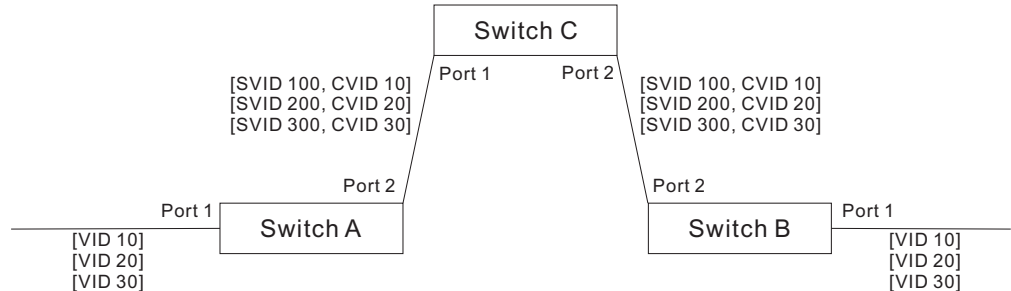 Switch C
Port 1
Port 2
[SVID 100, CVID 10]
[SVID 200, CVID 20]
[SVID 300, CVID 30]
[SVID 100, CVID 10]
[SVID 200, CVID 20]
[SVID 300, CVID 30]
Port 2
Port 2
Port 1
Switch A
Switch B
Port 1
[VID 10]
[VID 20]
[VID 30]
[VID 10]
[VID 20]
[VID 30]